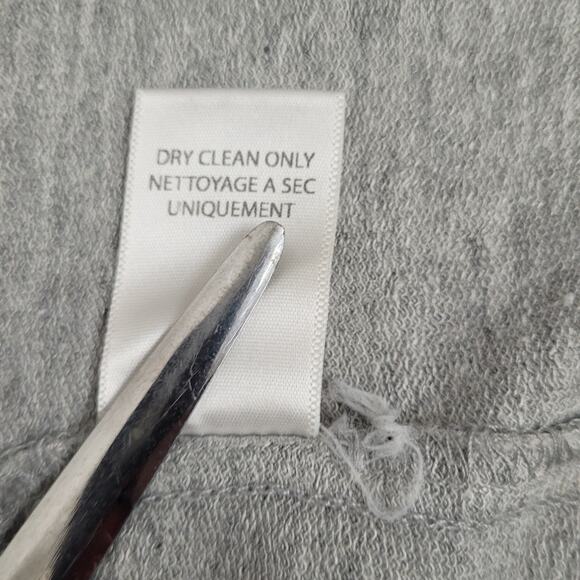 DRY CLEAN ONLY
NETTOYAGE A SEC
UNIQUEMENT